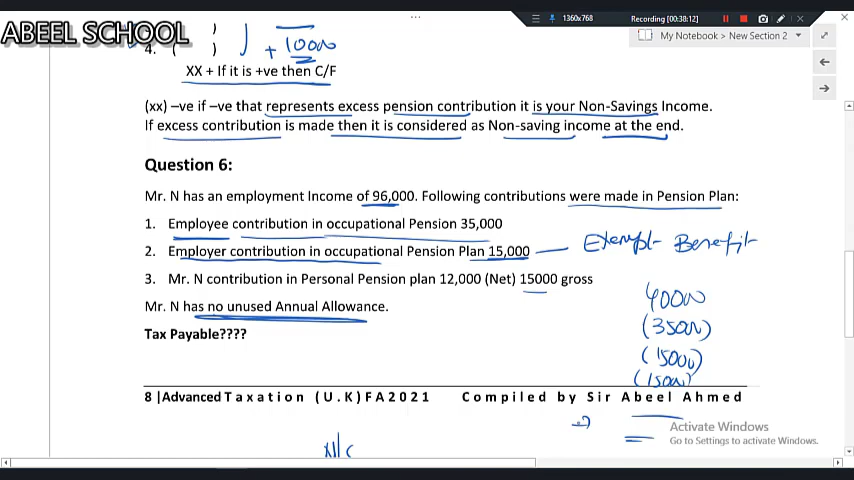 1360x768
Recording [00:38:12]
ABEEL SCHOOL
My Notebook > New Section 2
4. ( )
+ 10000
XX + If it is +ve then C/F
(xx) –ve if –ve that represents excess pension contribution it is your Non-Savings Income.
If excess contribution is made then it is considered as Non-saving income at the end.
Question 6:
Mr. N has an employment Income of 96,000. Following contributions were made in Pension Plan:
1. Employee contribution in occupational Pension 35,000
2. Employer contribution in occupational Pension Plan 15,000 — Exempt Benefit
3. Mr. N contribution in Personal Pension plan 12,000 (Net) 15000 gross
40000
Mr. N has no unused Annual Allowance.
(35000)
Tax Payable????
(15000)
(15000)
8 |Advanced Taxation (U.K)FA2021 Compiled by Sir Abeel Ahmed
Activate Windows
Go to Settings to activate Windows.